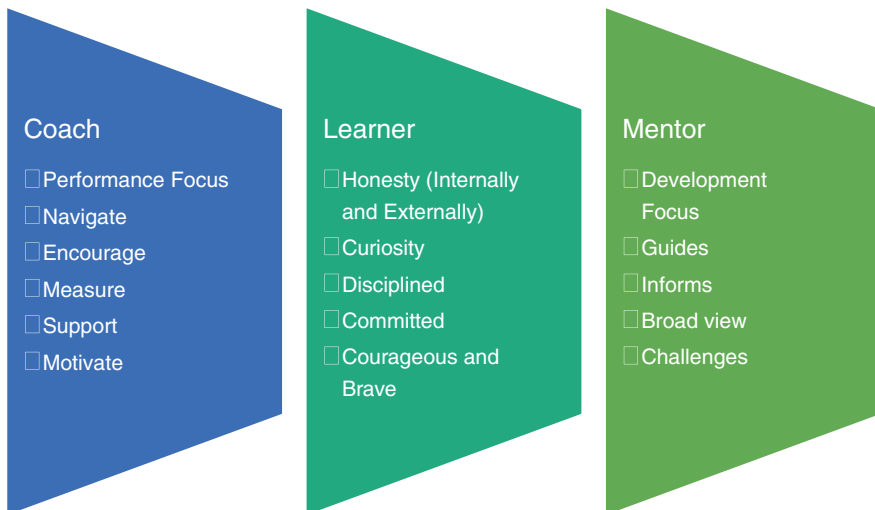 Coach
□Performance Focus
□Navigate
□Encourage
□Measure
□Support
□Motivate
Learner
□Honesty (Internally
and Externally)
□Curiosity
□Disciplined
□Committed
□Courageous and
Brave
Mentor
□Development
Focus
□Guides
□Informs
□Broad view
□Challenges